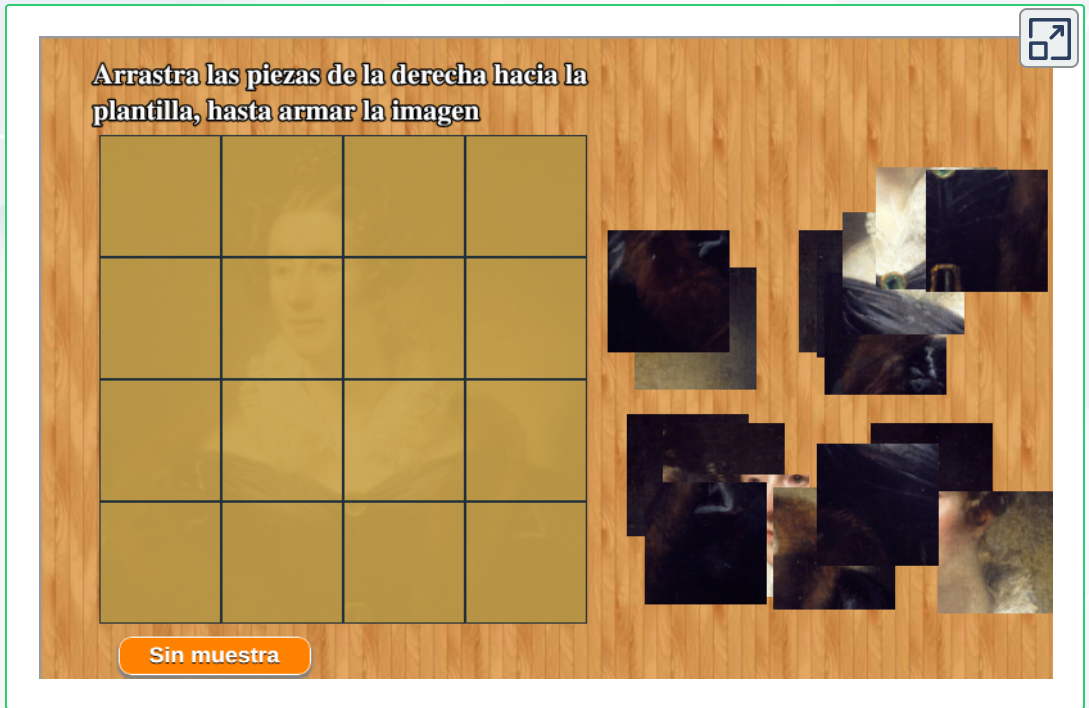 Arrastra las piezas de la derecha hacia la
plantilla, hasta armar la imagen
Sin muestra